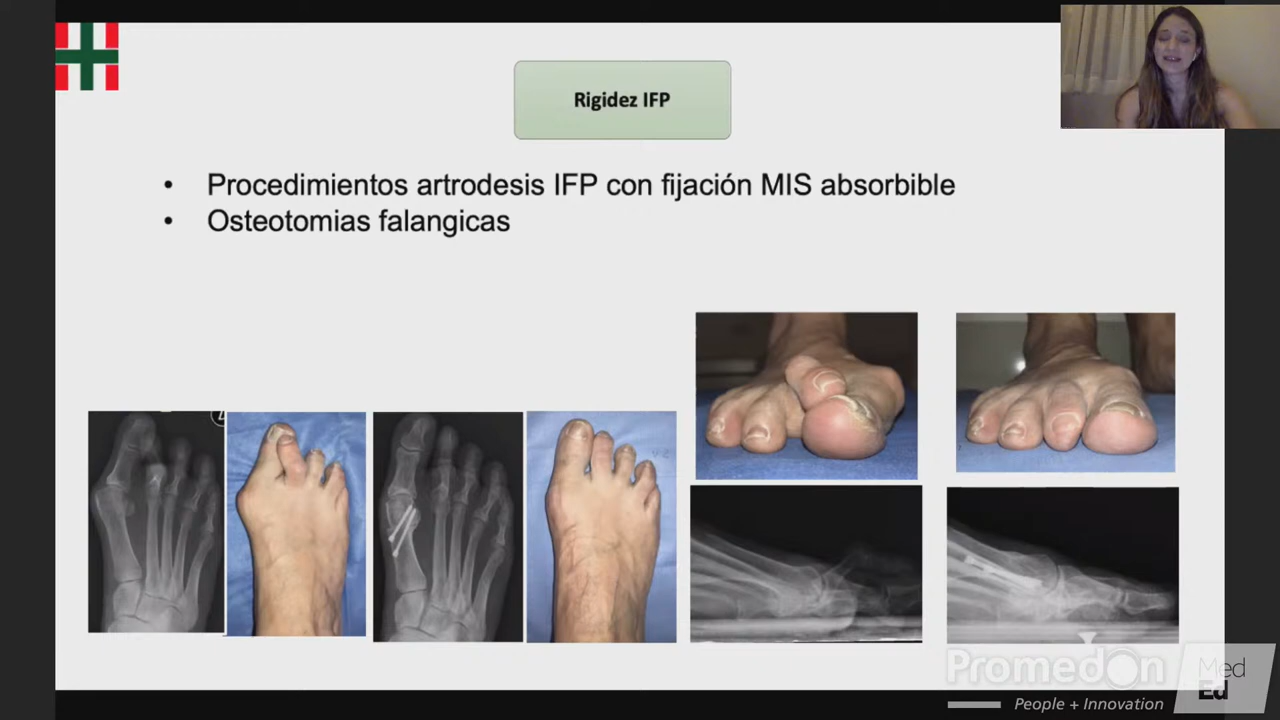 Rigidez IFP
• Procedimientos artrodesis IFP con fijación MIS absorbible
• Osteotomias falangicas
Promedon
Med
Ed
People + Innovation